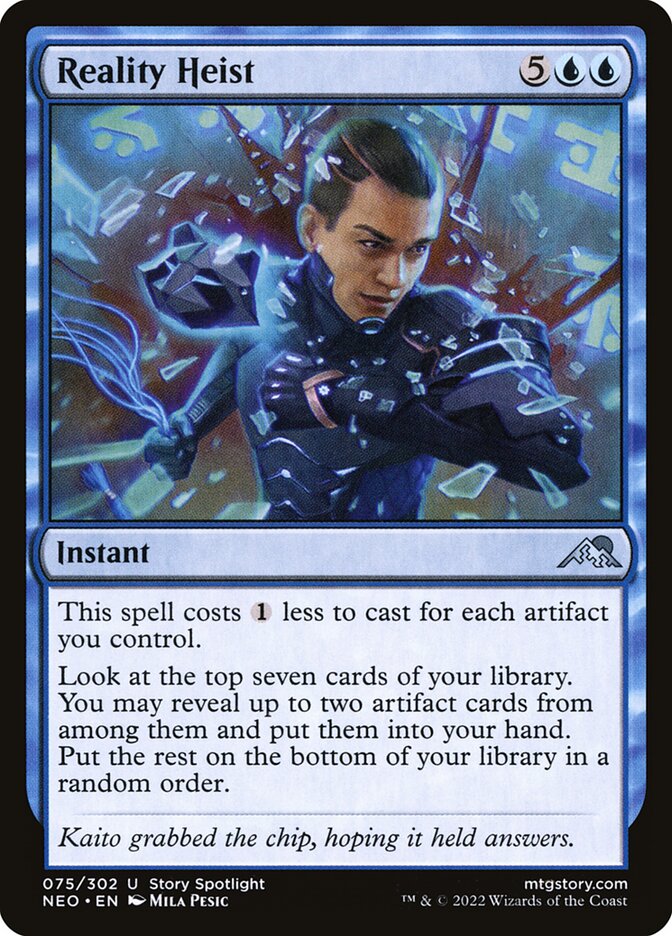 Reality Heist 5
Instant
This spell costs 1 less to cast for each artifact
you control.
Look at the top seven cards of your library.
You may reveal up to two artifact cards from
among them and put them into your hand.
Put the rest on the bottom of your library in a
random order.
Kaito grabbed the chip, hoping it held answers.
075/302 U Story Spotlight
mtgstory.com
NEO • EN Mila Pesic
™ & © 2022 Wizards of the Coast